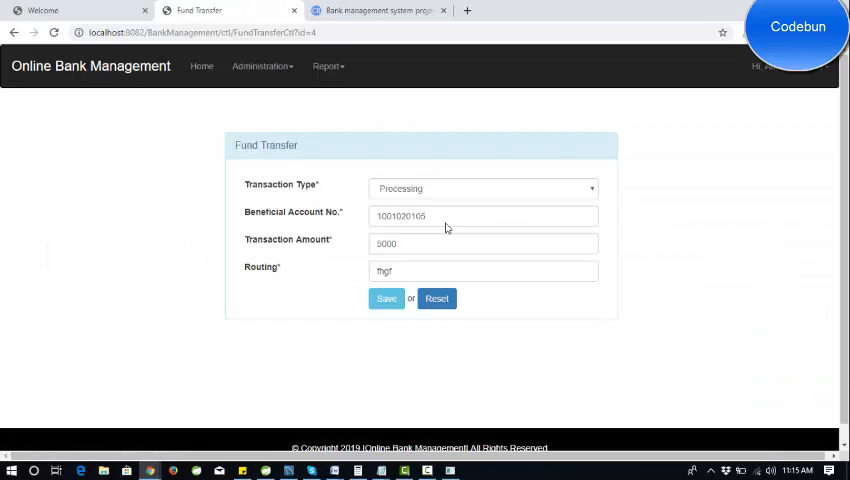 Welcome
Fund Transfer
Bank management system proje
Codebun
localhost:8082/BankManagement/ctl/FundTransferCtl?id=4
Online Bank Management
Home
Administration
Report
Hi,
Fund Transfer
Transaction Type*
Processing
Beneficial Account No.*
1001020105
Transaction Amount*
5000
Routing*
fhgf
Save or Reset
© Copyright 2019 |Online Bank Management| All Rights Reserved
11:15 AM